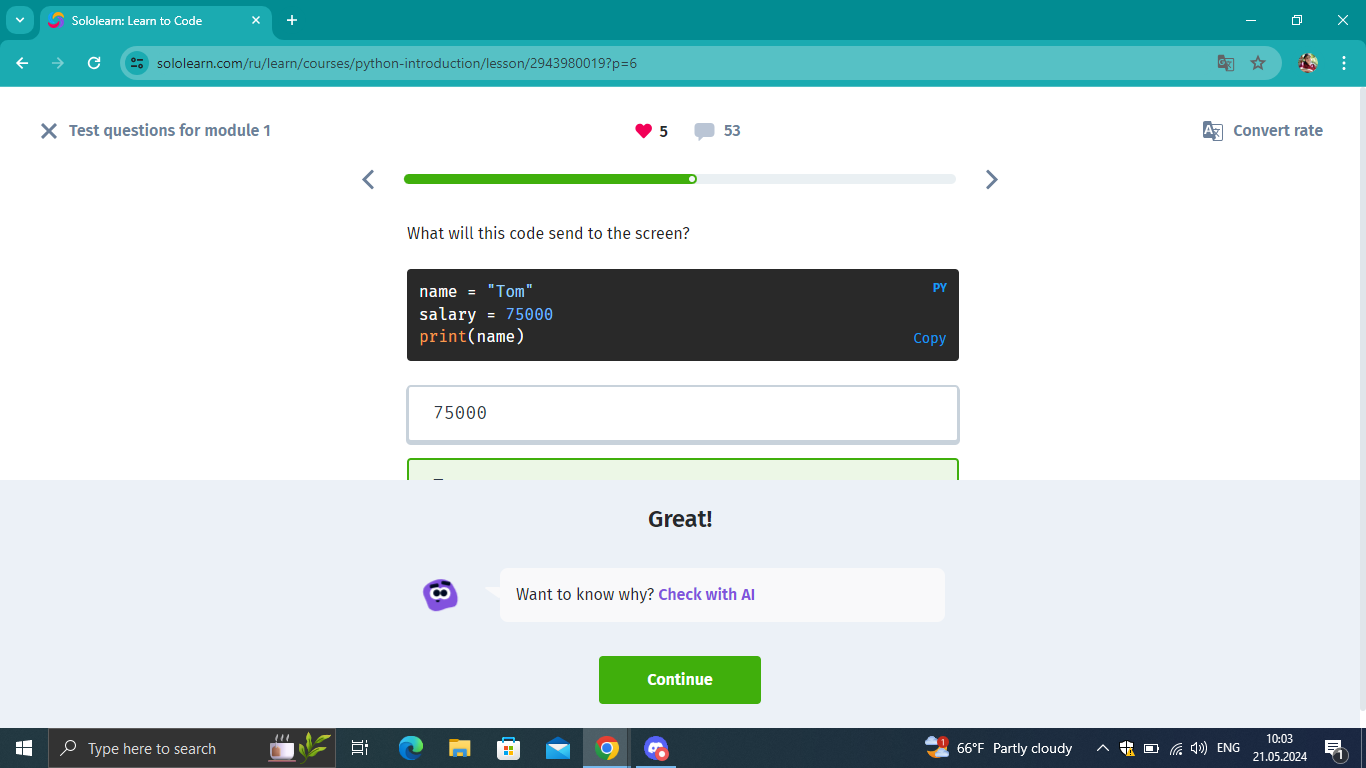 Sololearn: Learn to Code
sololearn.com/ru/learn/courses/python-introduction/lesson/2943980019?p=6
Test questions for module 1
5
53
Convert rate
What will this code send to the screen?
PY
name = "Tom"
salary = 75000
print(name)
Copy
75000
Great!
Want to know why? Check with AI
Continue
Type here to search
1
66°F Partly cloudy
ENG
10:03
21.05.2024
1